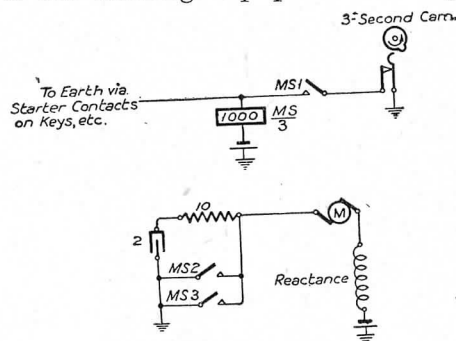 3-Second Cam
MS1
To Earth via
Starter Contacts
on Keys, etc.
1000
MS
3
10
2
MS2
MS3
M
Reactance